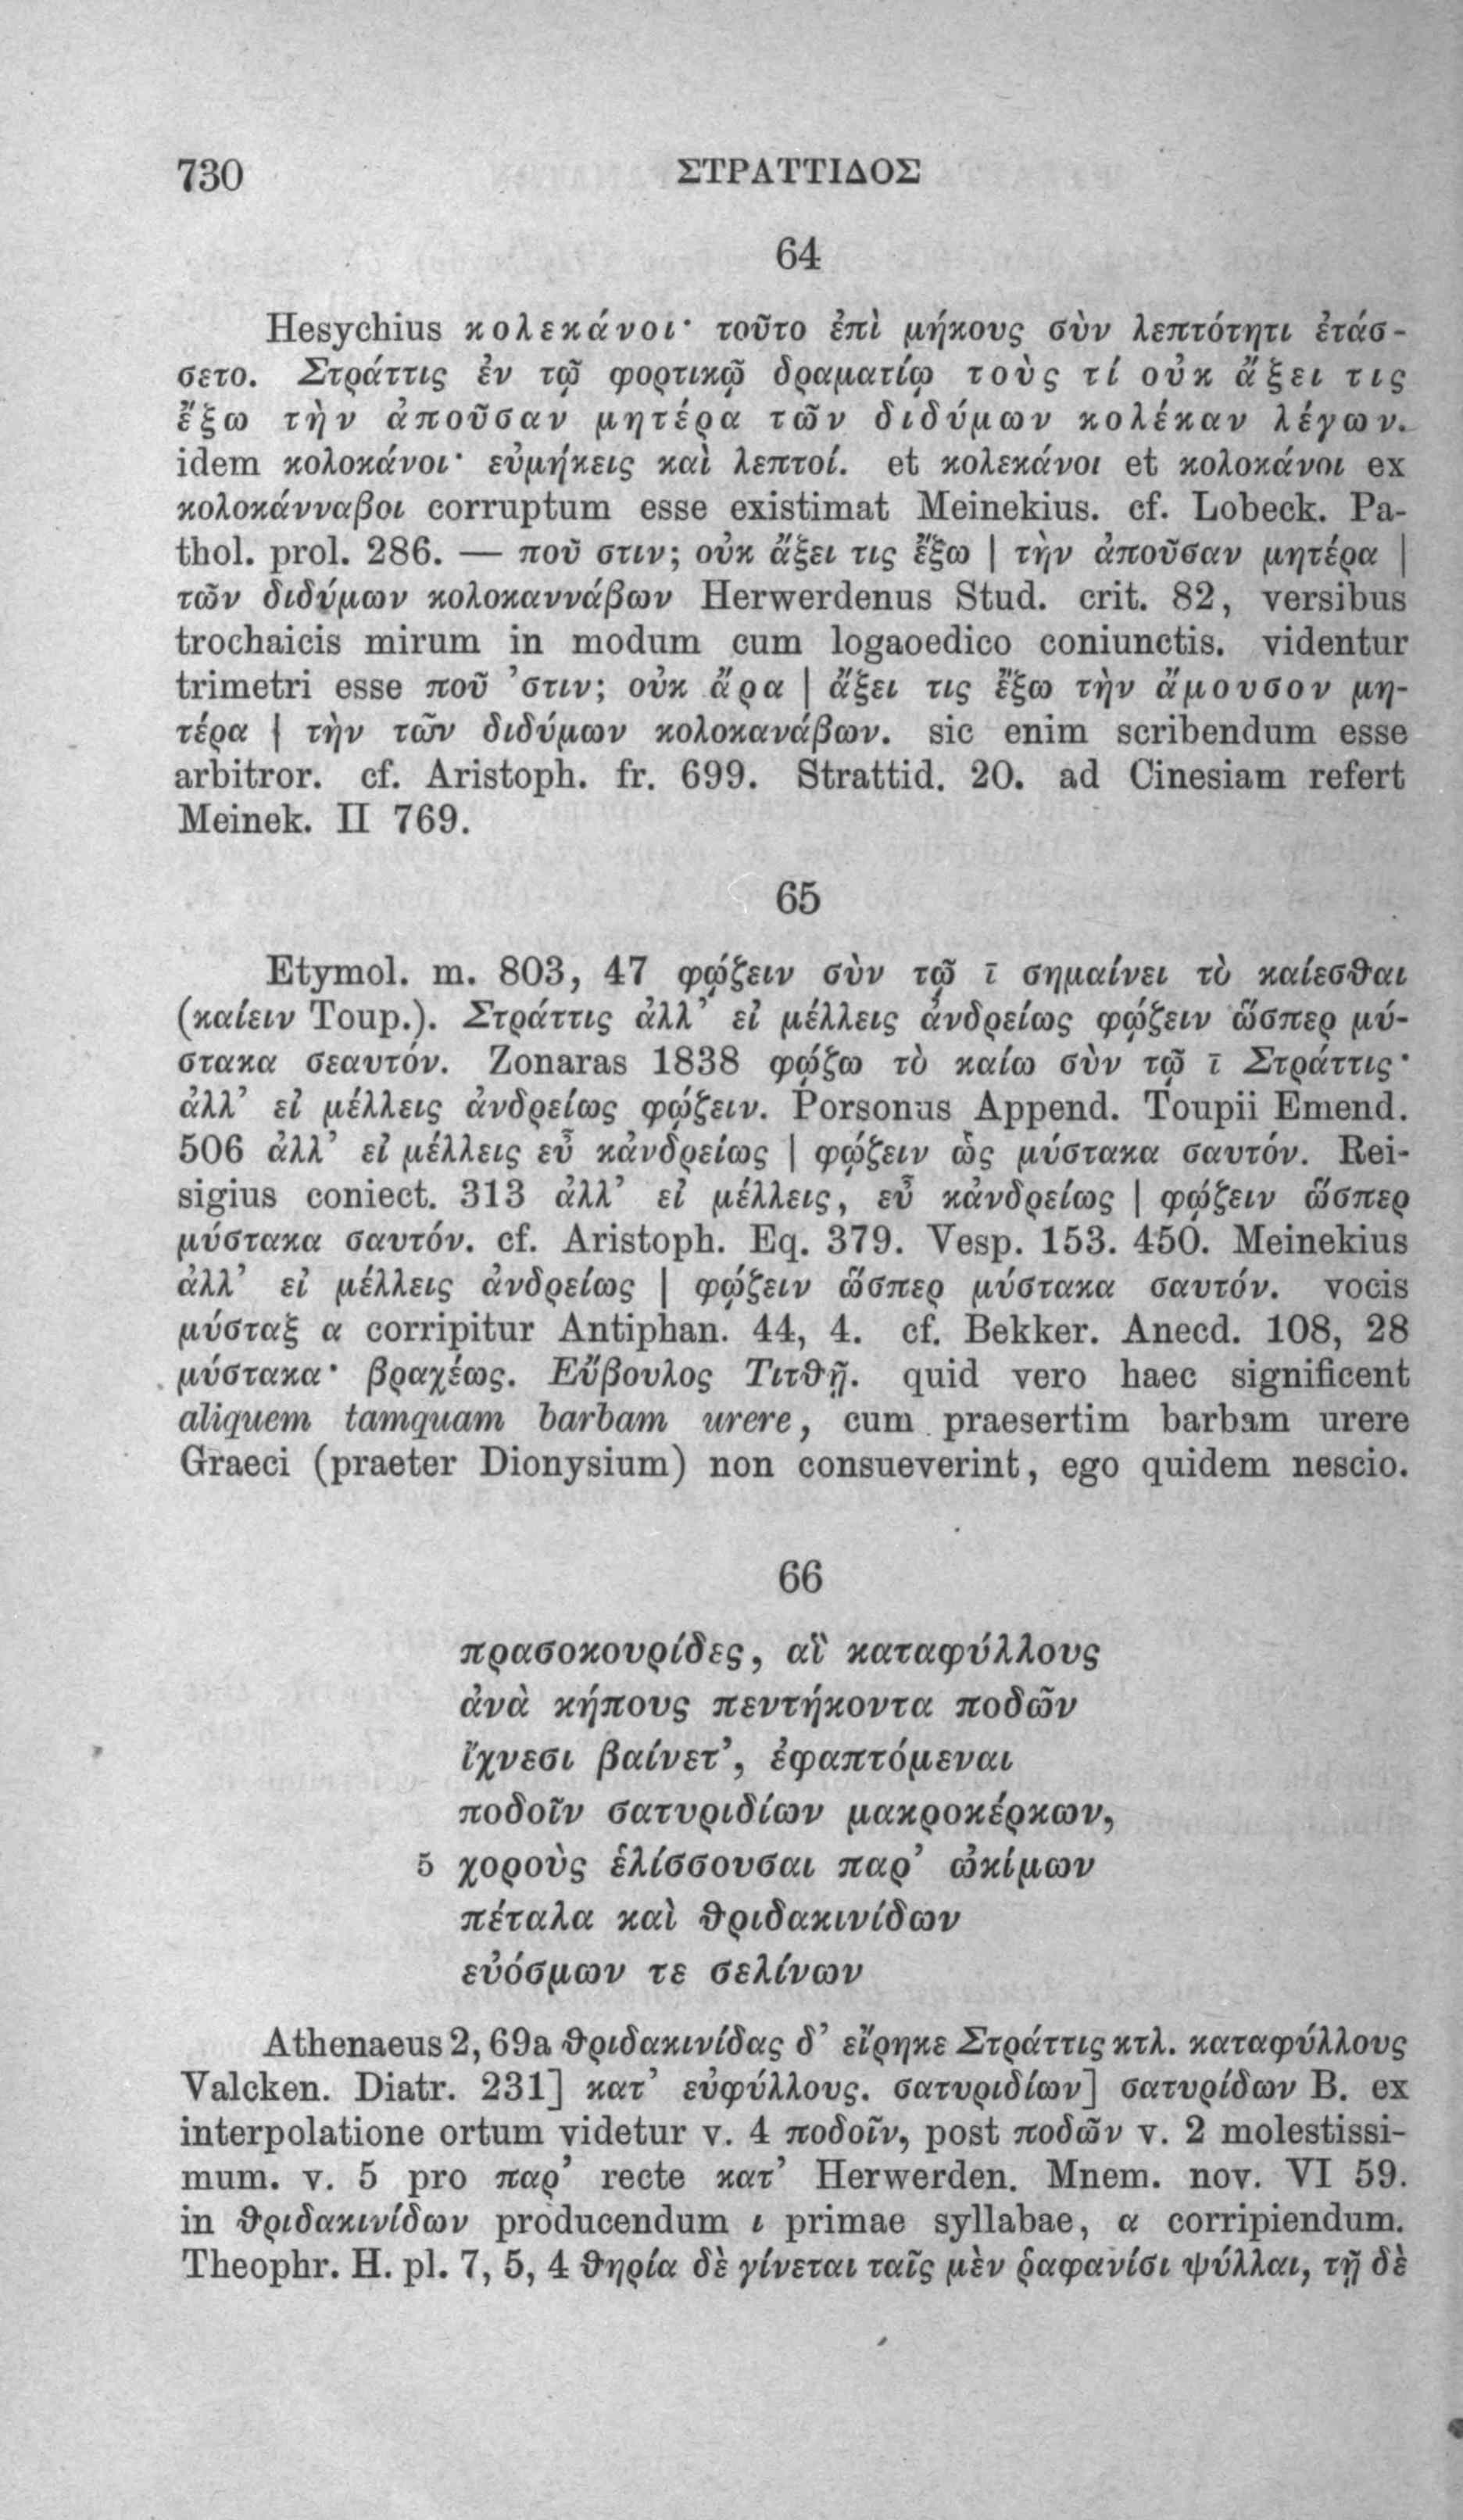 730
ΣΤΡΑΤΤΙΔΟΣ
64
Hesychius κολεκάνοι· τοῦτο ἐπὶ μήκους σὺν λεπτότητι ἐτάσ-
σετο. Στράττις ἐν τῷ φορτικῷ δραματίῳ τοὺς τί οὐκ ἄξει τις
ἔξω τὴν ἀποῦσαν μητέρα τῶν διδύμων κολέκαν λέγων.
idem κολοκάνοι· εὐμήκεις καὶ λεπτοί. et κολεκάνοι et κολοκάνοι ex
κολοκάνναβοι corruptum esse existimat Meinekius. cf. Lobeck. Pa-
thol. prol. 286. — ποῦ στιν; οὐκ ἄξει τις ἔξω | τὴν ἀποῦσαν μητέρα |
τῶν διδύμων κολοκαννάβων Herwerdenus Stud. crit. 82, versibus
trochaicis mirum in modum cum logaoedico coniunctis. videntur
trimetri esse ποῦ ’στιν; οὐκ ἄρα | ἄξει τις ἔξω τὴν ἄμουσον μη-
τέρα | τὴν τῶν διδύμων κολοκανάβων. sic enim scribendum esse
arbitror. cf. Aristoph. fr. 699. Strattid. 20. ad Cinesiam refert
Meinek. II 769.
65
Etymol. m. 803, 47 φῴζειν σὺν τῷ ῑ σημαίνει τὸ καίεσθαι
(καίειν Toup.). Στράττις ἀλλ’ εἰ μέλλεις ἀνδρείως φῴζειν ὥσπερ μύ-
στακα σεαυτόν. Zonaras 1838 φῴζω τὸ καίω σὺν τῷ ῑ Στράττις·
ἀλλ’ εἰ μέλλεις ἀνδρείως φῴζειν. Porsonus Append. Toupii Emend.
506 ἀλλ’ εἰ μέλλεις εὖ κἀνδρείως | φῴζειν ὡς μύστακα σαυτόν. Rei-
sigius coniect. 313 ἀλλ’ εἰ μέλλεις, εὖ κἀνδρείως | φῴζειν ὥσπερ
μύστακα σαυτόν. cf. Aristoph. Eq. 379. Vesp. 153. 450. Meinekius
ἀλλ’ εἰ μέλλεις ἀνδρείως | φῴζειν ὥσπερ μύστακα σαυτόν. vocis
μύσταξ α corripitur Antiphan. 44, 4. cf. Bekker. Anecd. 108, 28
μύστακα· βραχέως. Εὔβουλος Τιτθῇ. quid vero haec significent
aliquem tamquam barbam urere, cum praesertim barbam urere
Graeci (praeter Dionysium) non consueverint, ego quidem nescio.
66
πρασοκουρίδες, αἳ καταφύλλους
ἀνὰ κήπους πεντήκοντα ποδῶν
ἴχνεσι βαίνετ’, ἐφαπτόμεναι
ποδοῖν σατυριδίων μακροκέρκων,
5 χοροὺς ἑλίσσουσαι παρ’ ὠκίμων
πέταλα καὶ θριδακινίδων
εὐόσμων τε σελίνων
Athenaeus 2, 69a θριδακινίδας δ’ εἴρηκε Στράττις κτλ. καταφύλλους
Valcken. Diatr. 231] κατ’ εὐφύλλους. σατυριδίων] σατυρίδων B. ex
interpolatione ortum videtur v. 4 ποδοῖν, post ποδῶν v. 2 molestissi-
mum. v. 5 pro παρ’ recte κατ’ Herwerden. Mnem. nov. VI 59.
in θριδακινίδων producendum ι primae syllabae, α corripiendum.
Theophr. H. pl. 7, 5, 4 θηρία δὲ γίνεται ταῖς μὲν ῥαφανίσι ψύλλαι, τῇ δὲ